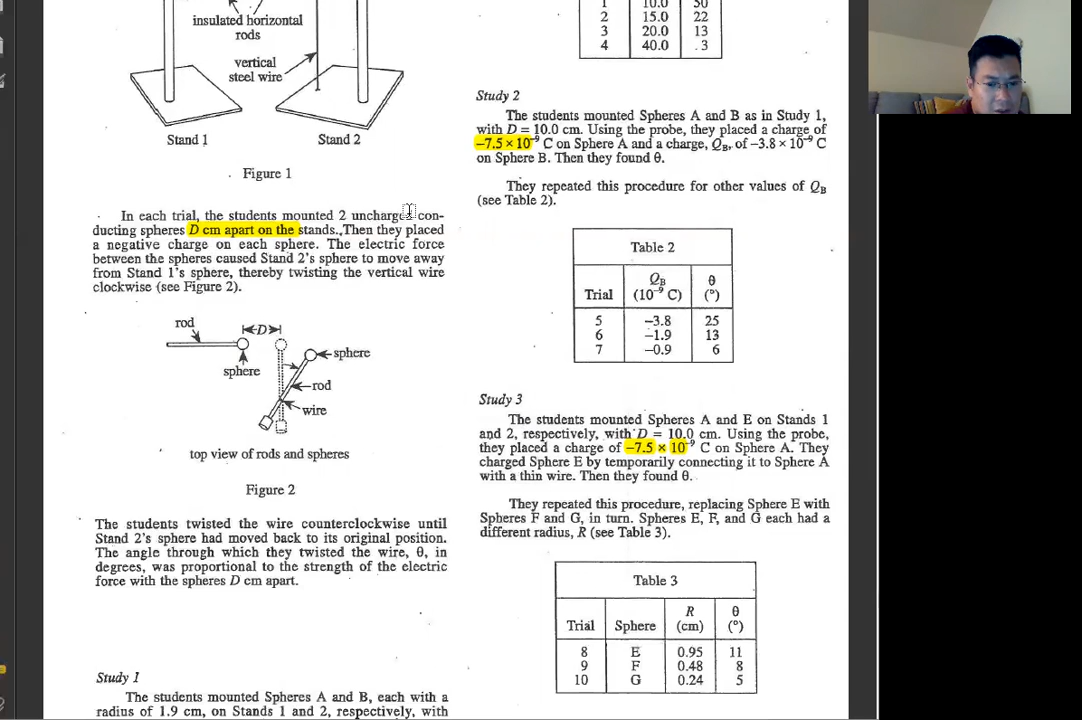 insulated horizontal
rods
vertical
steel wire
Stand 1
Stand 2
Figure 1
In each trial, the students mounted 2 uncharged con-
ducting spheres D cm apart on the stands. Then they placed
a negative charge on each sphere. The electric force
between the spheres caused Stand 2's sphere to move away
from Stand 1's sphere, thereby twisting the vertical wire
clockwise (see Figure 2).
rod
D
sphere
sphere
rod
wire
top view of rods and spheres
Figure 2
The students twisted the wire counterclockwise until
Stand 2's sphere had moved back to its original position.
The angle through which they twisted the wire, θ, in
degrees, was proportional to the strength of the electric
force with the spheres D cm apart.
Study 1
The students mounted Spheres A and B, each with a
radius of 1.9 cm, on Stands 1 and 2, respectively, with
1 10.0 50
2 15.0 22
3 20.0 13
4 40.0 3
Study 2
The students mounted Spheres A and B as in Study 1,
with D = 10.0 cm. Using the probe, they placed a charge of
−7.5 × 10⁻⁹ C on Sphere A and a charge, Q_B, of −3.8 × 10⁻⁹ C
on Sphere B. Then they found θ.
They repeated this procedure for other values of Q_B
(see Table 2).
Table 2
Trial Q_B (10⁻⁹ C) θ (°)
5 −3.8 25
6 −1.9 13
7 −0.9 6
Study 3
The students mounted Spheres A and E on Stands 1
and 2, respectively, with D = 10.0 cm. Using the probe,
they placed a charge of −7.5 × 10⁻⁹ C on Sphere A. They
charged Sphere E by temporarily connecting it to Sphere A
with a thin wire. Then they found θ.
They repeated this procedure, replacing Sphere E with
Spheres F and G, in turn. Spheres E, F, and G each had a
different radius, R (see Table 3).
Table 3
Trial Sphere R (cm) θ (°)
8 E 0.95 11
9 F 0.48 8
10 G 0.24 5